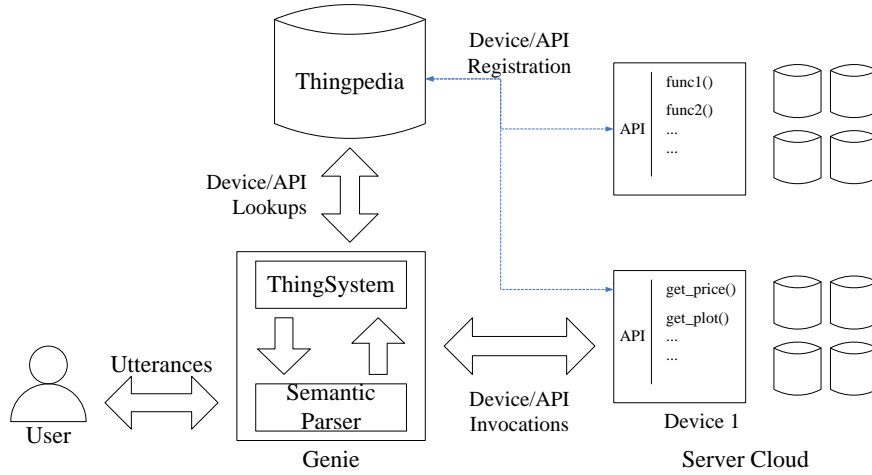 Thingpedia
Device/API
Registration
API
func1()
func2()
...
...
Device/API
Lookups
ThingSystem
Semantic
Parser
Genie
Utterances
User
Device/API
Invocations
API
get_price()
get_plot()
...
...
Device 1
Server Cloud